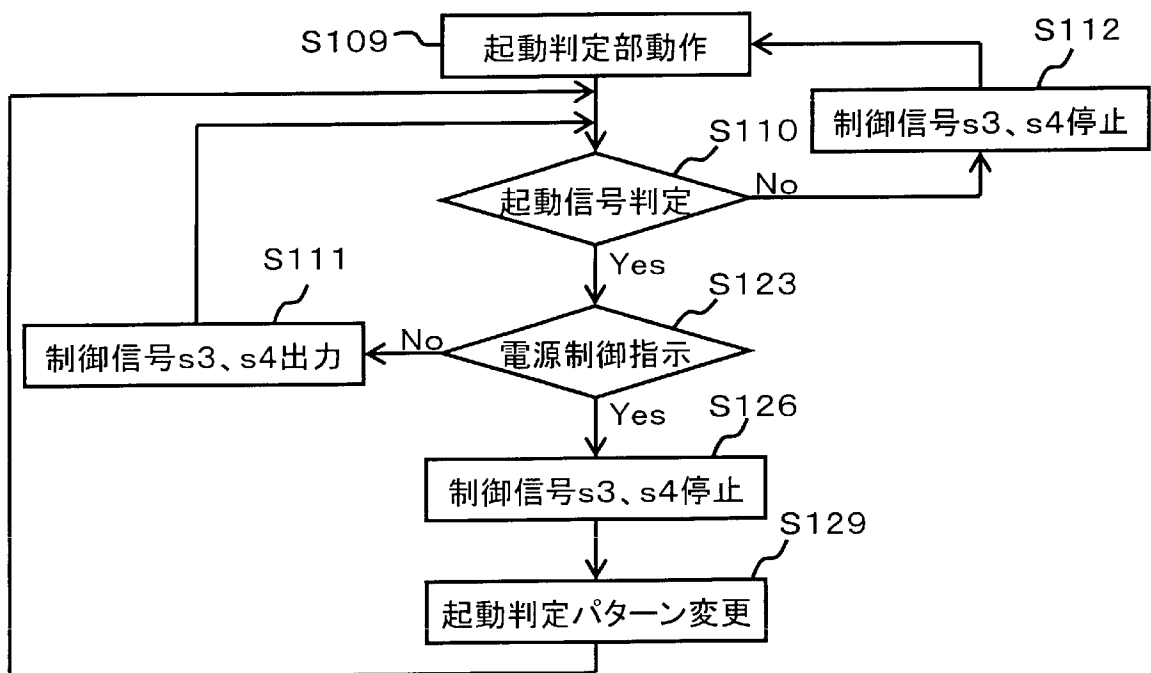 S109
起動判定部動作
S112
制御信号s3、s4停止
S110
起動信号判定
No
Yes
S111
制御信号s3、s4出力
S123
電源制御指示
No
Yes
S126
制御信号s3、s4停止
S129
起動判定パターン変更